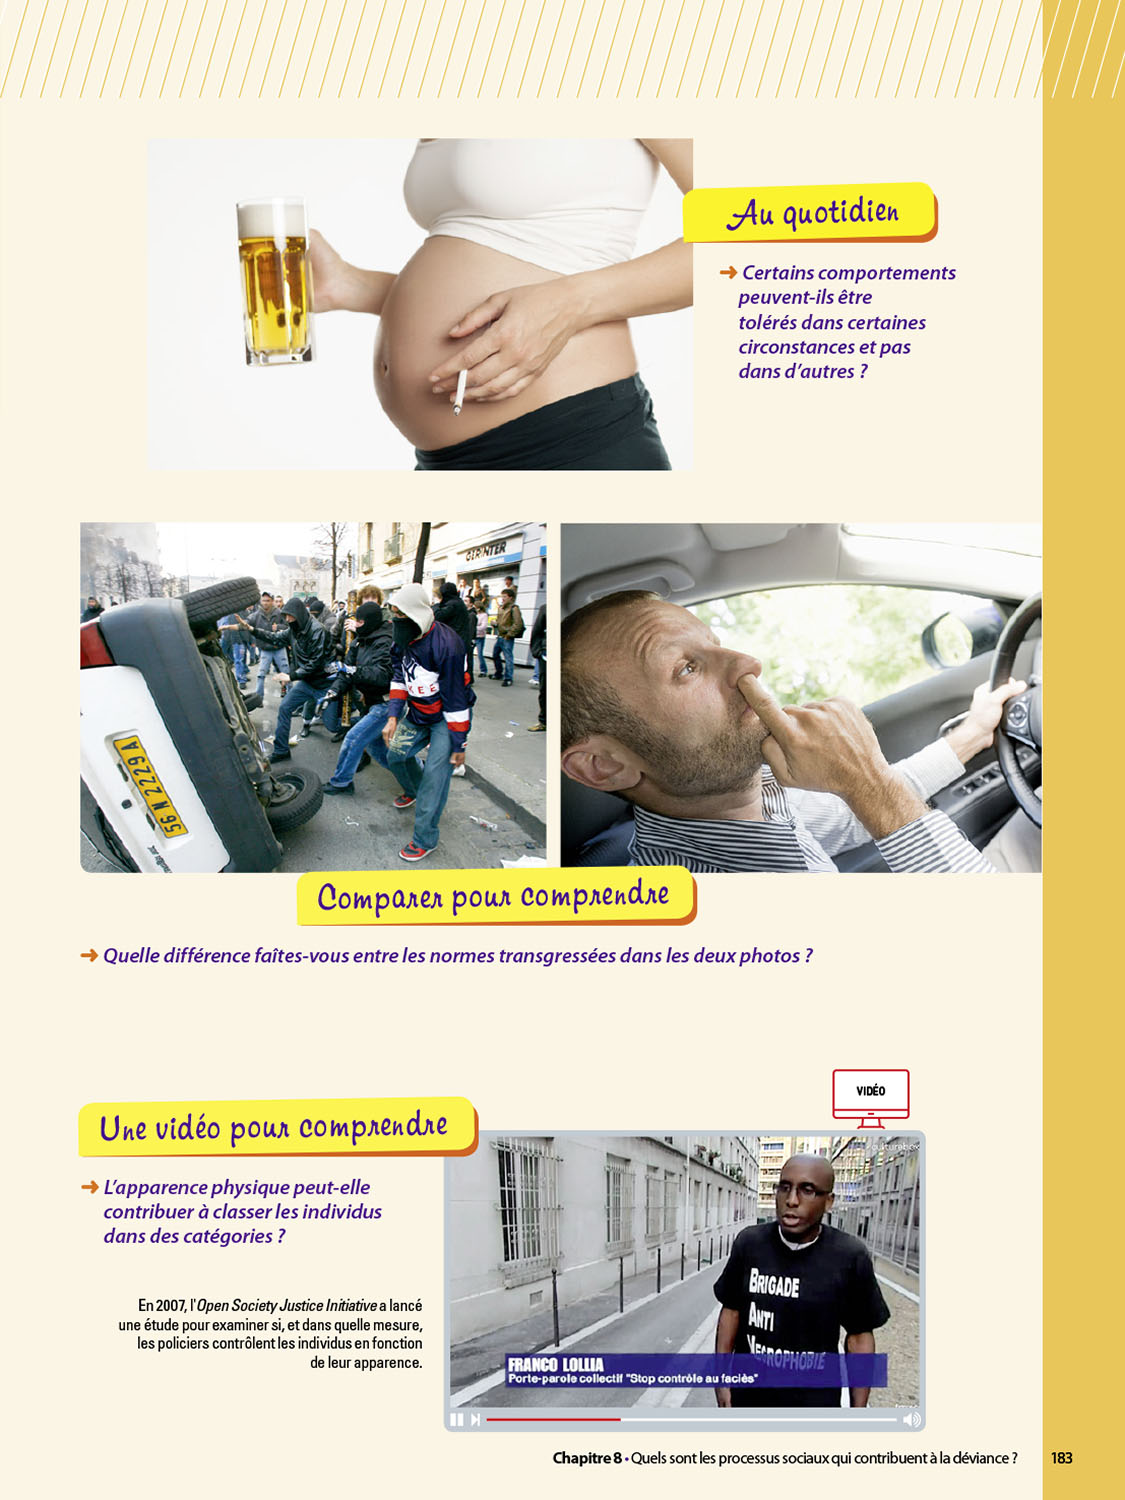 Au quotidien
➜ Certains comportements
peuvent-ils être
tolérés dans certaines
circonstances et pas
dans d'autres ?
GERINTER
56 N 2229 A
KEE
Comparer pour comprendre
➜ Quelle différence faîtes-vous entre les normes transgressées dans les deux photos ?
VIDÉO
Une vidéo pour comprendre
➜ L'apparence physique peut-elle
contribuer à classer les individus
dans des catégories ?
En 2007, l'Open Society Justice Initiative a lancé
une étude pour examiner si, et dans quelle mesure,
les policiers contrôlent les individus en fonction
de leur apparence.
culturebox
BRIGADE
ANTI
NEGROPHOBIE
FRANCO LOLLIA
Porte-parole collectif "Stop contrôle au faciès"
Chapitre 8 • Quels sont les processus sociaux qui contribuent à la déviance ? 183